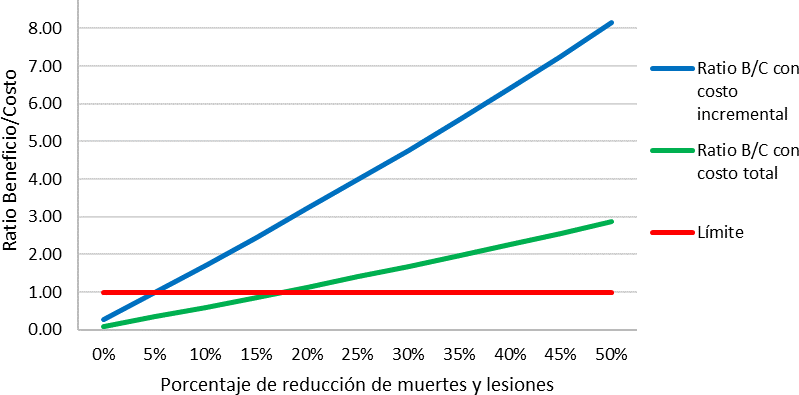 8.00
7.00
6.00
5.00
4.00
3.00
2.00
1.00
0.00
Ratio Beneficio/Costo
0% 5% 10% 15% 20% 25% 30% 35% 40% 45% 50%
Porcentaje de reducción de muertes y lesiones
Ratio B/C con
costo
incremental
Ratio B/C con
costo total
Límite